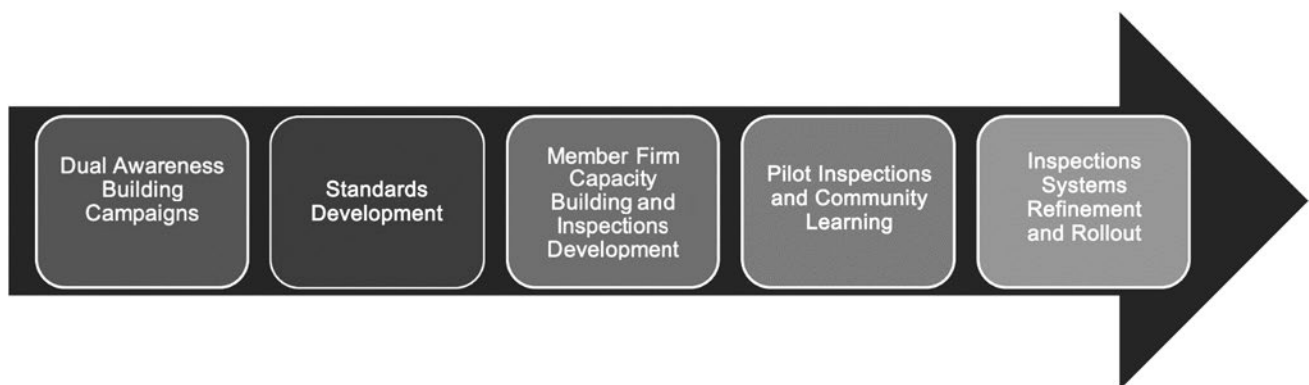 Dual Awareness
Building
Campaigns
Standards
Development
Member Firm
Capacity
Building and
Inspections
Development
Pilot Inspections
and Community
Learning
Inspections
Systems
Refinement
and Rollout